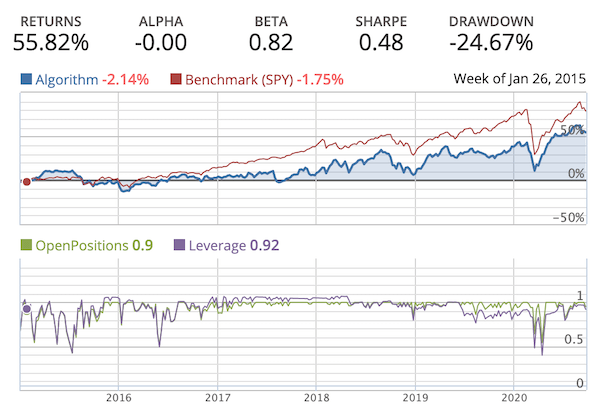 RETURNS ALPHA BETA SHARPE DRAWDOWN
55.82% -0.00 0.82 0.48 -24.67%
Algorithm -2.14% Benchmark (SPY) -1.75% Week of Jan 26, 2015
50%
0%
−50%
OpenPositions 0.9 Leverage 0.92
1
0.5
0
2016 2017 2018 2019 2020